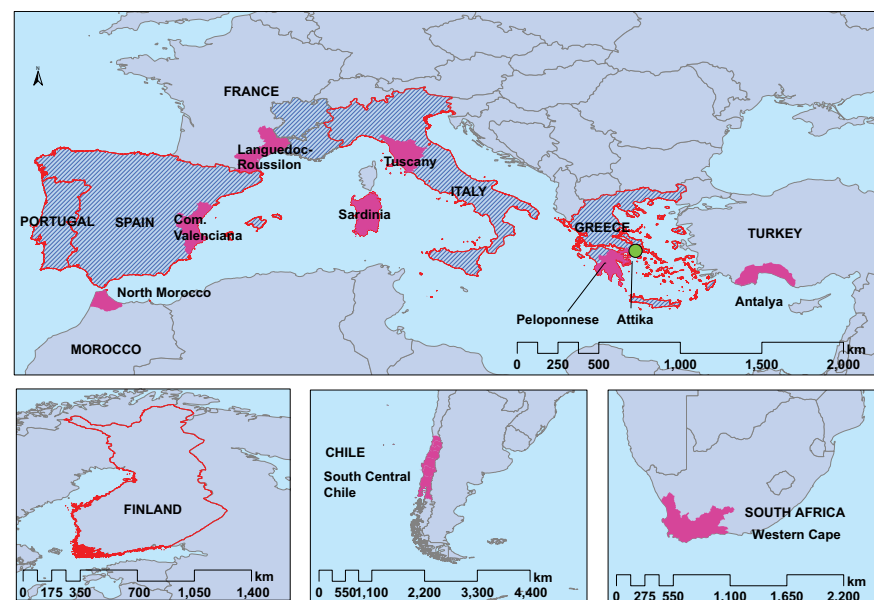 N
FRANCE
Languedoc-
Roussilon
Tuscany
ITALY
PORTUGAL
SPAIN
Com.
Valenciana
Sardinia
GREECE
TURKEY
North Morocco
Peloponnese
Attika
Antalya
MOROCCO
km
0 250 500 1,000 1,500 2,000
FINLAND
km
0 175 350 700 1,050 1,400
CHILE
South Central
Chile
km
0 550 1,100 2,200 3,300 4,400
SOUTH AFRICA
Western Cape
km
0 275 550 1,100 1,650 2,200